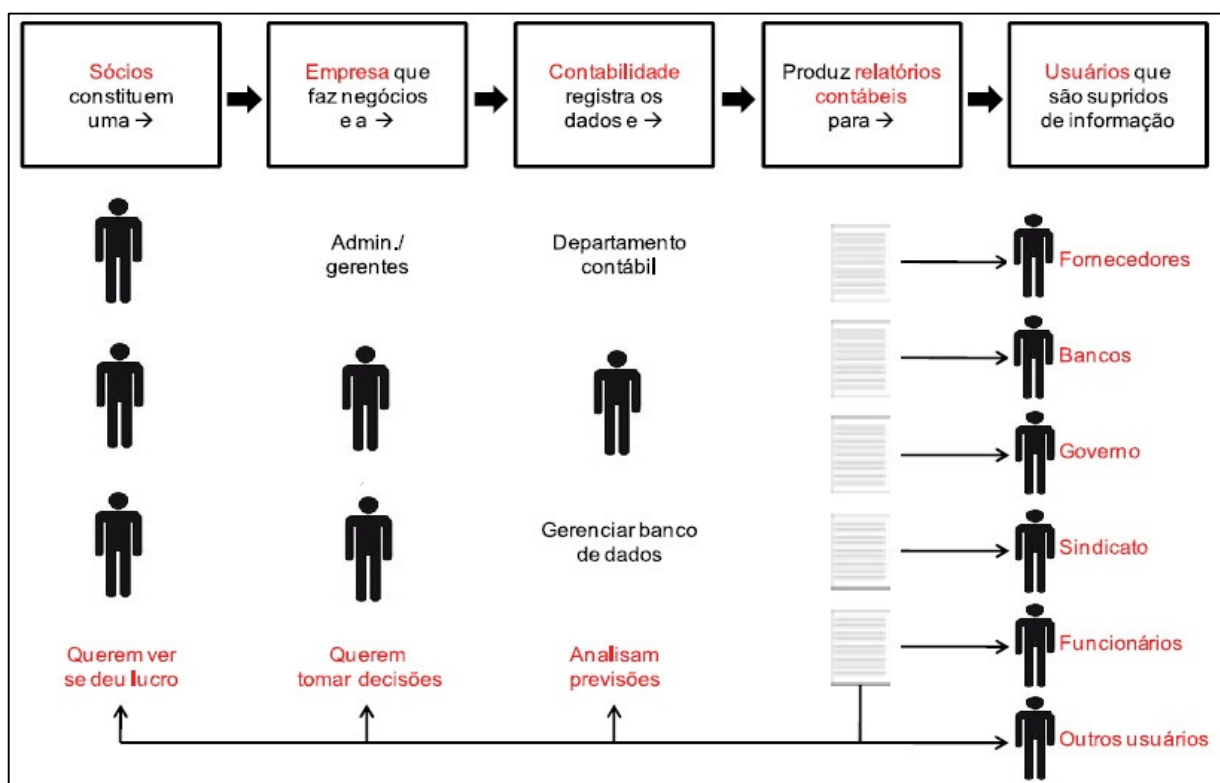 Sócios
constituem
uma →
Empresa que
faz negócios
e a →
Contabilidade
registra os
dados e →
Produz relatórios
contábeis
para →
Usuários que
são supridos
de informação
Admin./
gerentes
Departamento
contábil
Gerenciar banco
de dados
Querem ver
se deu lucro
Querem
tomar decisões
Analisam
previsões
Fornecedores
Bancos
Governo
Sindicato
Funcionários
Outros usuários